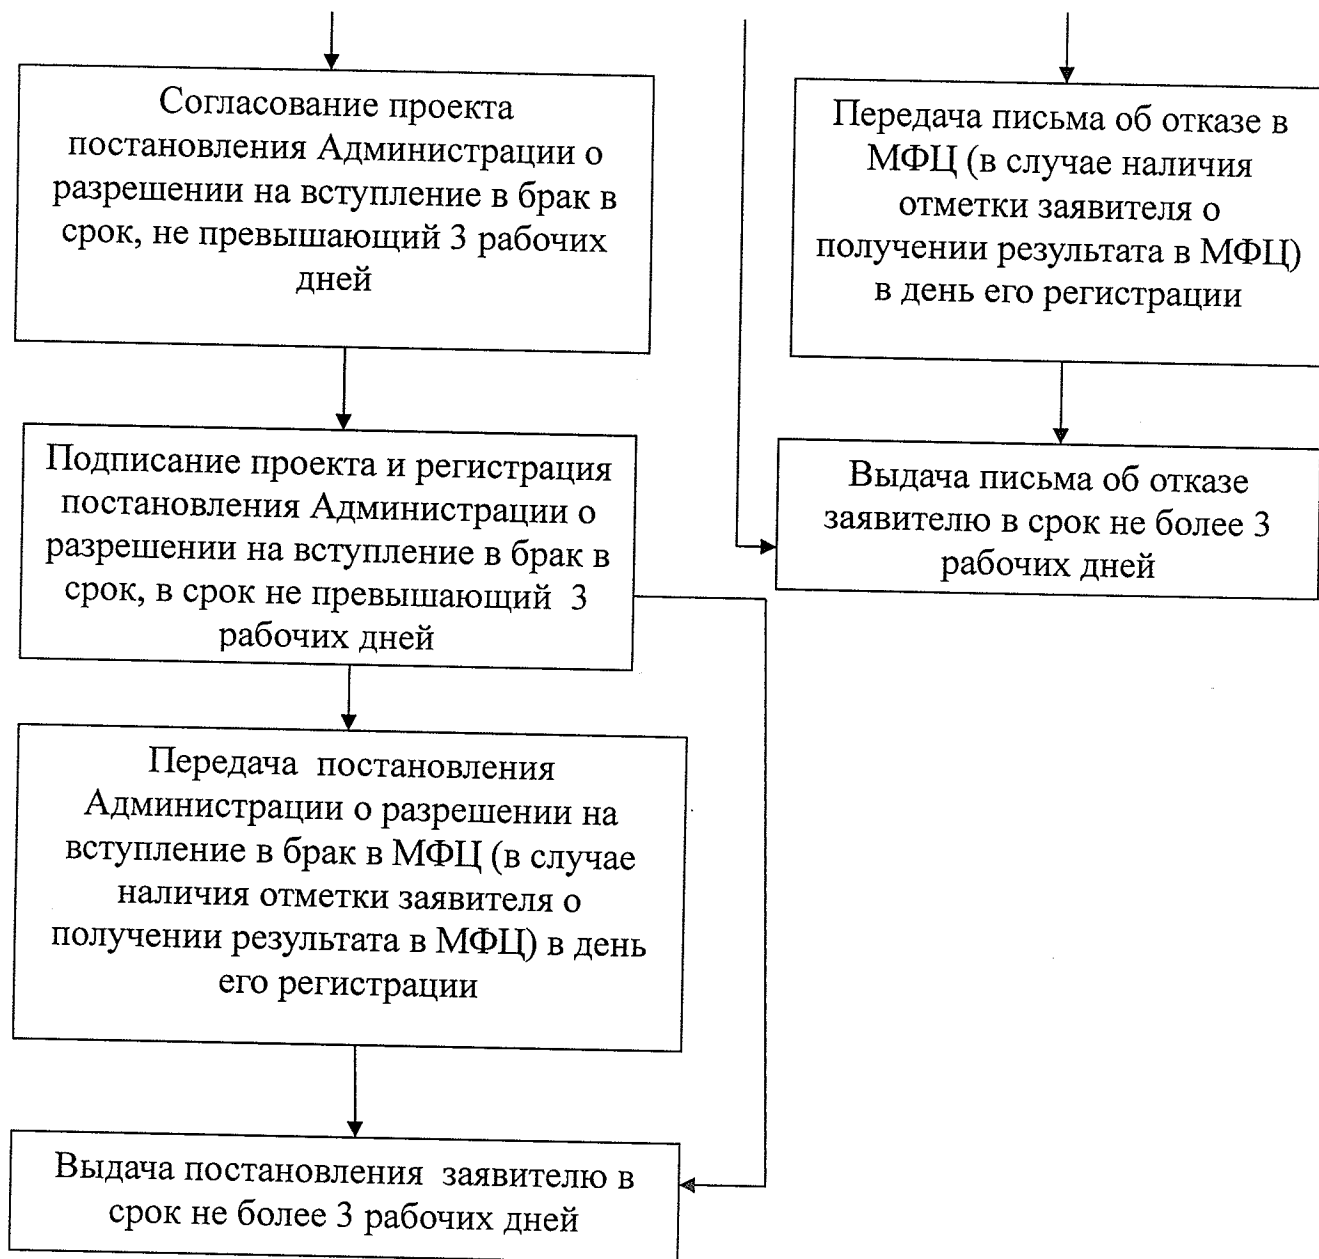 Согласование проекта
постановления Администрации о
разрешении на вступление в брак в
срок, не превышающий 3 рабочих
дней
Подписание проекта и регистрация
постановления Администрации о
разрешении на вступление в брак в
срок, в срок не превышающий 3
рабочих дней
Передача постановления
Администрации о разрешении на
вступление в брак в МФЦ (в случае
наличия отметки заявителя о
получении результата в МФЦ) в день
его регистрации
Выдача постановления заявителю в
срок не более 3 рабочих дней
Передача письма об отказе в
МФЦ (в случае наличия
отметки заявителя о
получении результата в МФЦ)
в день его регистрации
Выдача письма об отказе
заявителю в срок не более 3
рабочих дней